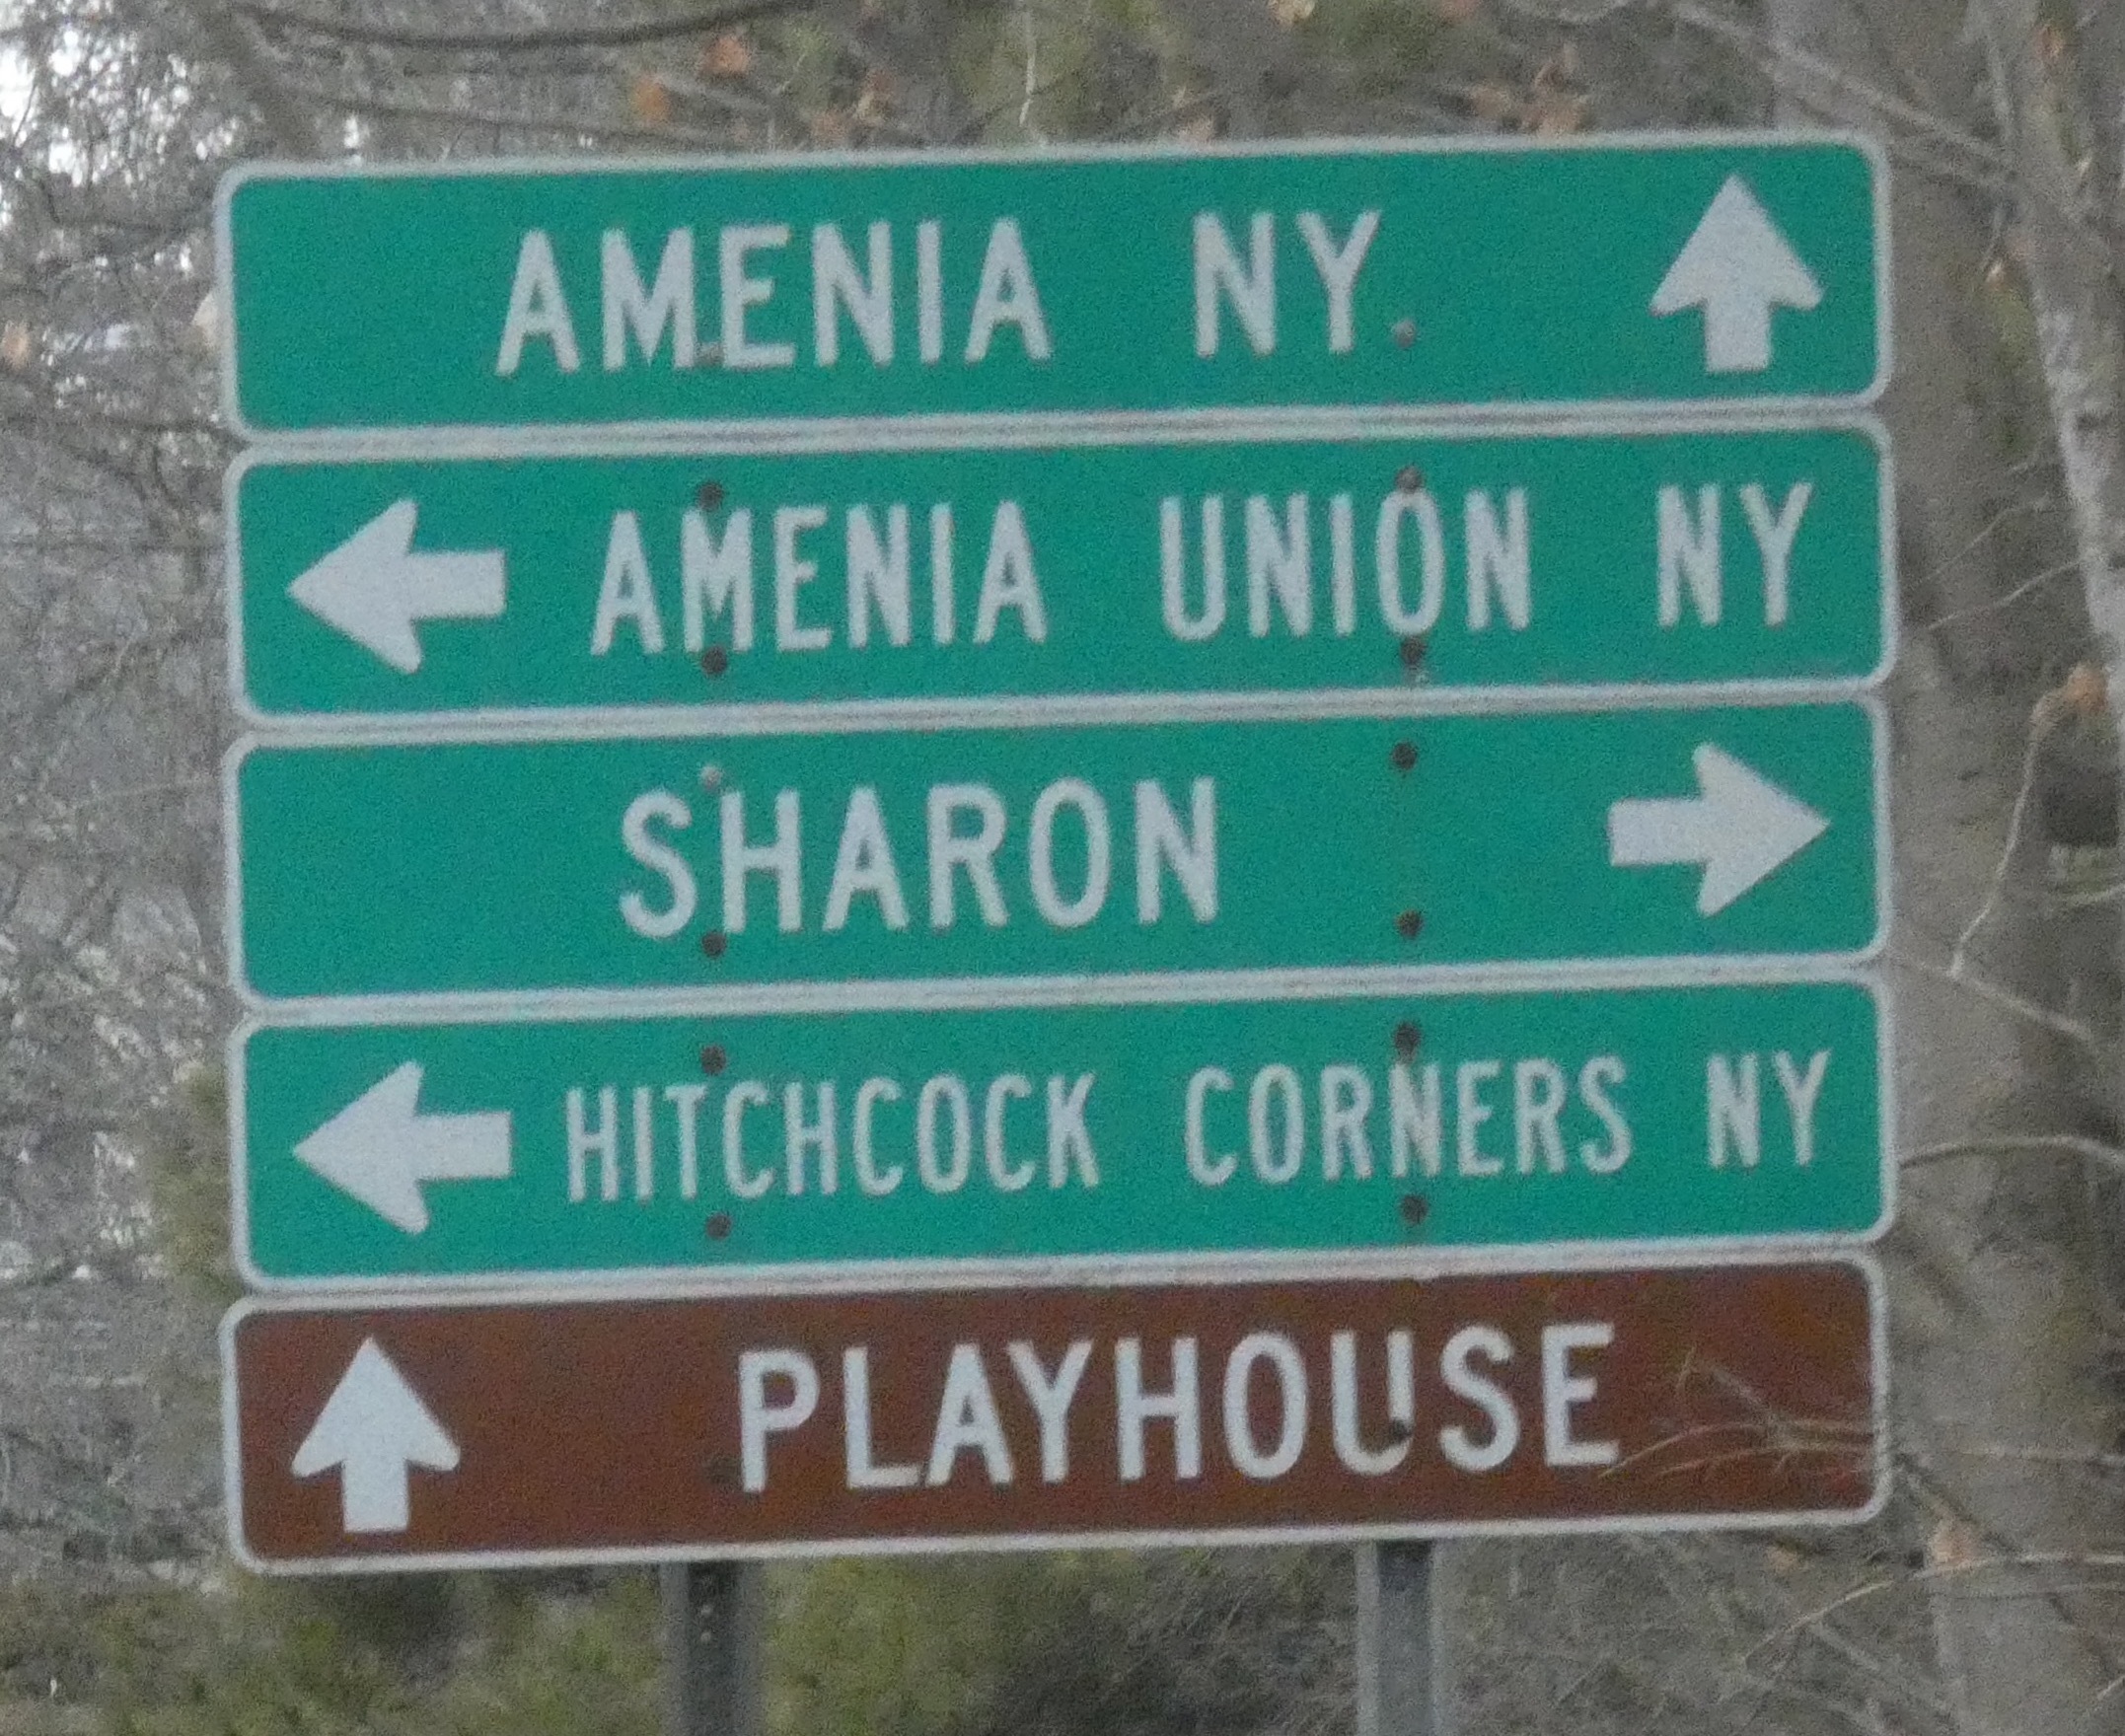 AMENIA NY
AMENIA UNION NY
SHARON
HITCHCOCK CORNERS NY
PLAYHOUSE